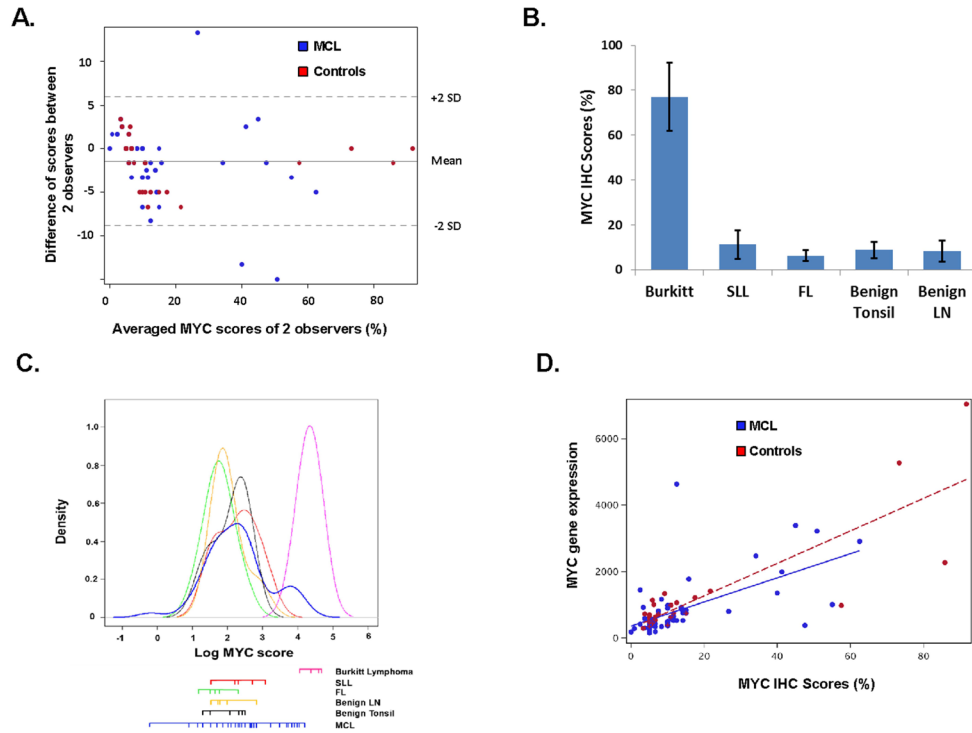 A.
Difference of scores between
2 observers
10
5
0
-5
-10
MCL
Controls
+2 SD
Mean
-2 SD
0
20
40
60
80
Averaged MYC scores of 2 observers (%)
B.
MYC IHC Scores (%)
100
80
60
40
20
0
Burkitt
SLL
FL
Benign
Tonsil
Benign
LN
C.
Density
1.0
0.8
0.6
0.4
0.2
0
-1
0
1
2
3
4
5
6
Log MYC score
Burkitt Lymphoma
SLL
FL
Benign LN
Benign Tonsil
MCL
D.
MYC gene expression
6000
4000
2000
0
MCL
Controls
0
20
40
60
80
MYC IHC Scores (%)